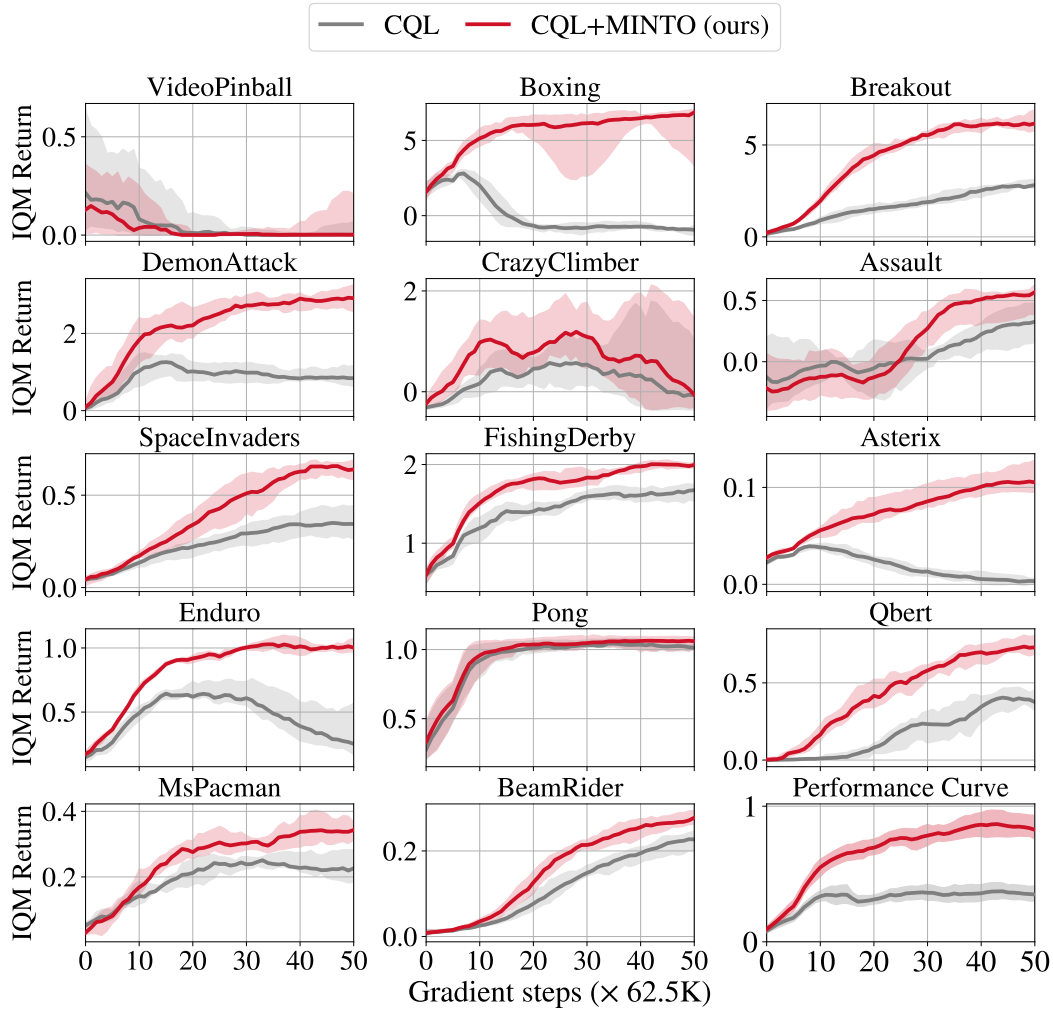 CQL CQL+MINTO (ours)
VideoPinball Boxing Breakout
IQM Return
0.5
0.0
5
0
5
0
DemonAttack CrazyClimber Assault
IQM Return
2
0
2
0
0.5
0.0
SpaceInvaders FishingDerby Asterix
IQM Return
0.5
0.0
2
1
0.1
0.0
Enduro Pong Qbert
IQM Return
1.0
0.5
1.0
0.5
0.5
0.0
MsPacman BeamRider Performance Curve
IQM Return
0.4
0.2
0.2
0.0
1
0
0 10 20 30 40 50 0 10 20 30 40 50 0 10 20 30 40 50
Gradient steps (× 62.5K)